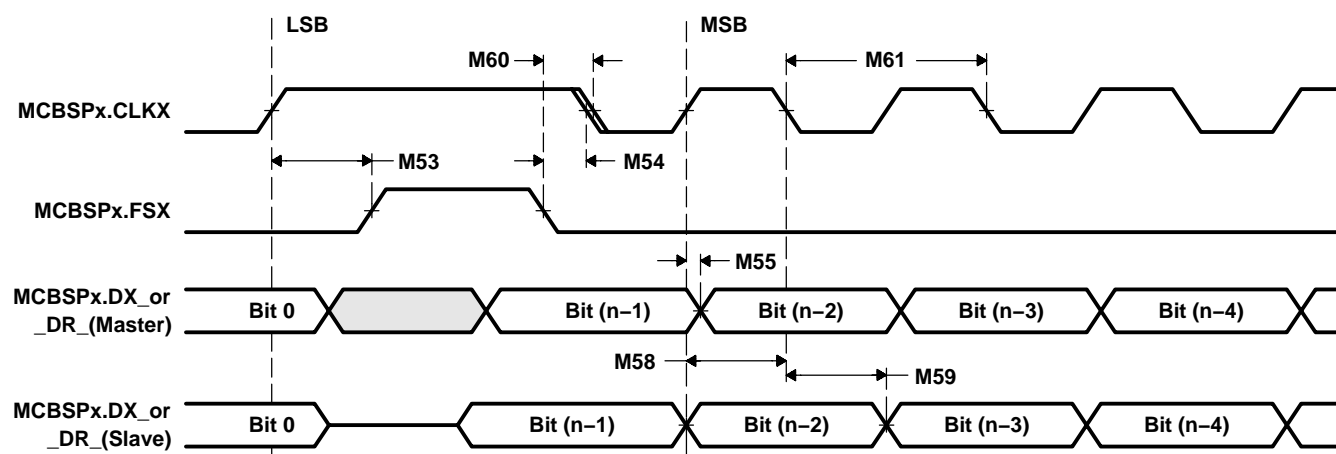 LSB
MSB
M60
M61
MCBSPx.CLKX
M53
M54
MCBSPx.FSX
M55
MCBSPx.DX_or
_DR_(Master)
Bit 0
Bit (n−1)
Bit (n−2)
Bit (n−3)
Bit (n−4)
M58
M59
MCBSPx.DX_or
_DR_(Slave)
Bit 0
Bit (n−1)
Bit (n−2)
Bit (n−3)
Bit (n−4)